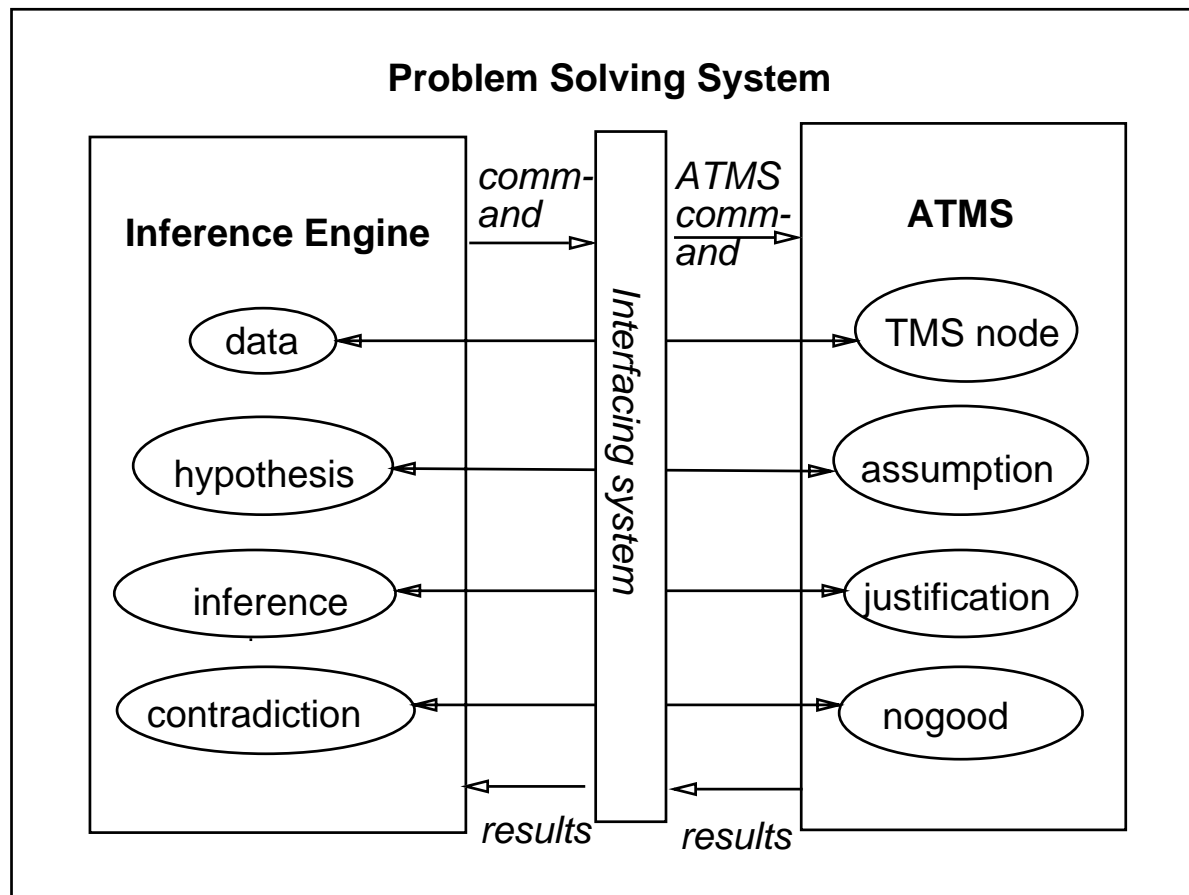 Problem Solving System
Inference Engine
comm-
and
ATMS
comm-
and
ATMS
Interfacing system
data
TMS node
hypothesis
assumption
inference
justification
contradiction
nogood
results
results